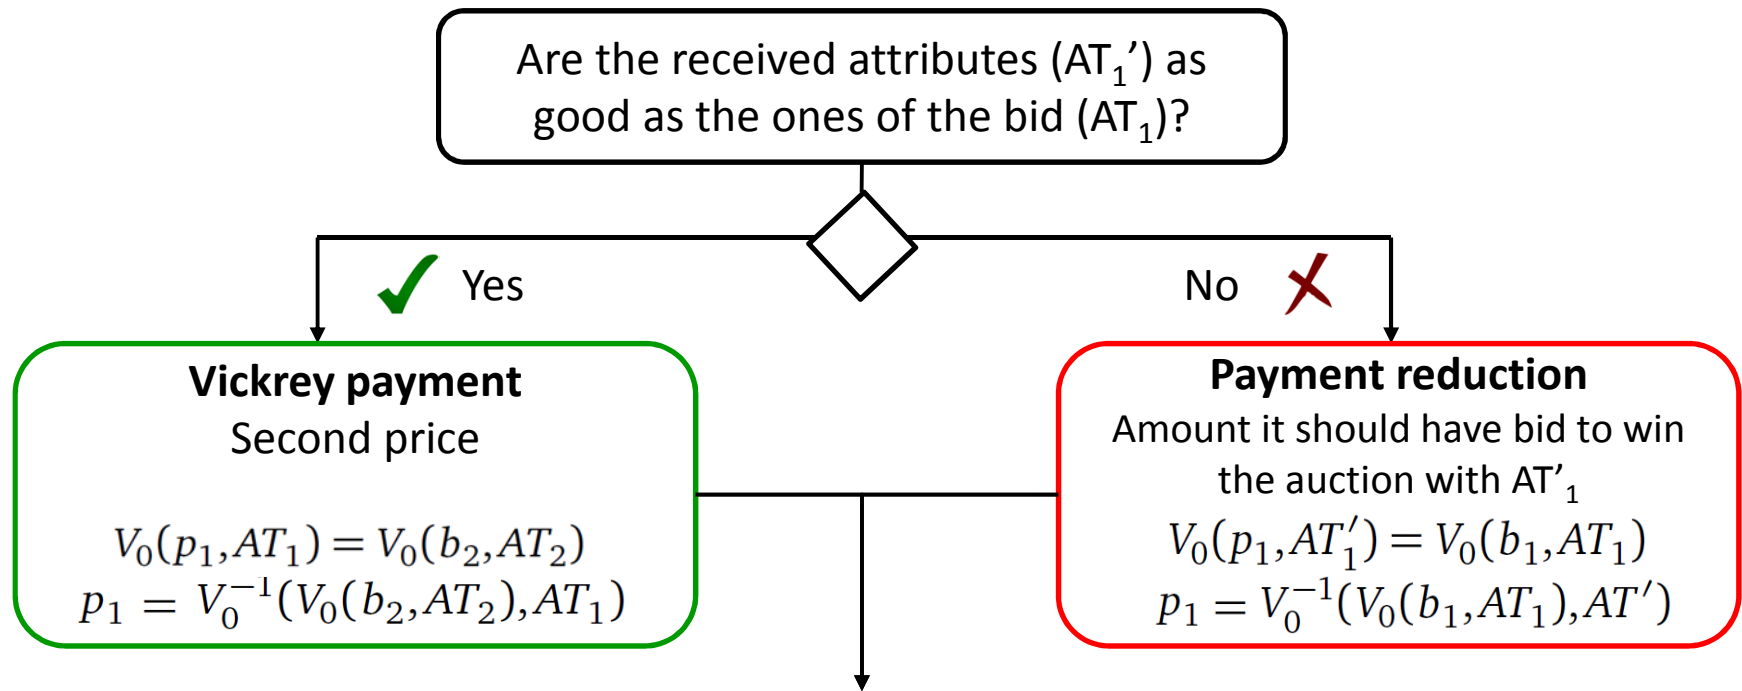 Are the received attributes (AT₁’) as
good as the ones of the bid (AT₁)?
Yes
No
Vickrey payment
Second price
V₀(p₁,AT₁) = V₀(b₂,AT₂)
p₁ = V₀⁻¹(V₀(b₂,AT₂),AT₁)
Payment reduction
Amount it should have bid to win
the auction with AT’₁
V₀(p₁,AT₁′) = V₀(b₁,AT₁)
p₁ = V₀⁻¹(V₀(b₁,AT₁),AT′)